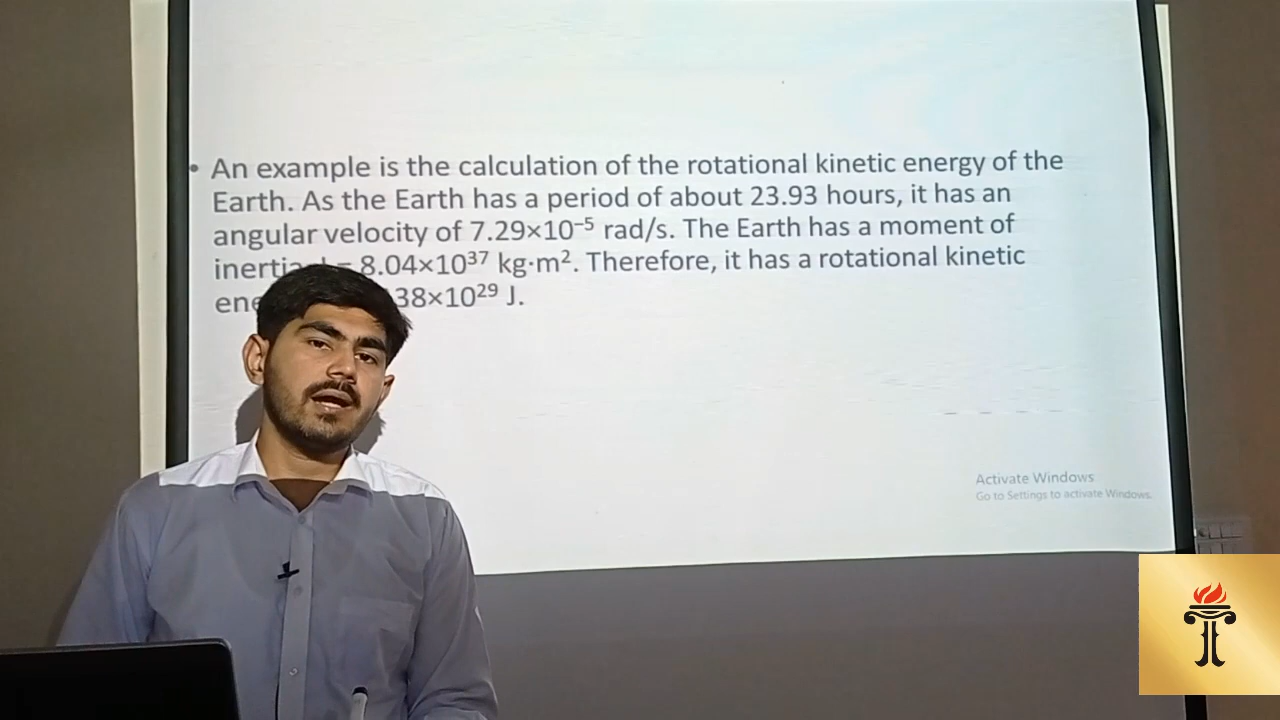 • An example is the calculation of the rotational kinetic energy of the
Earth. As the Earth has a period of about 23.93 hours, it has an
angular velocity of 7.29×10⁻⁵ rad/s. The Earth has a moment of
8.04×10³⁷ kg·m². Therefore, it has a rotational kinetic
38×10²⁹ J.
Activate Windows
Go to Settings to activate Windows.